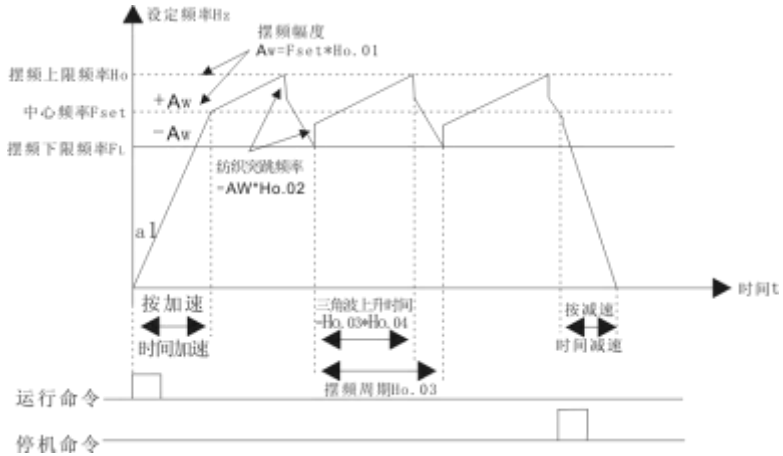 设定频率Hz
摆频幅度
Aw=Fset*Ho.01
摆频上限频率Ho
+Aw
中心频率Fset
-Aw
摆频下限频率FL
纺织突跳频率
=AW*Ho.02
a1
时间t
按加速
时间加速
三角波上升时间
=Ho.03*Ho.04
按减速
时间减速
摆频周期Ho.03
运行命令
停机命令